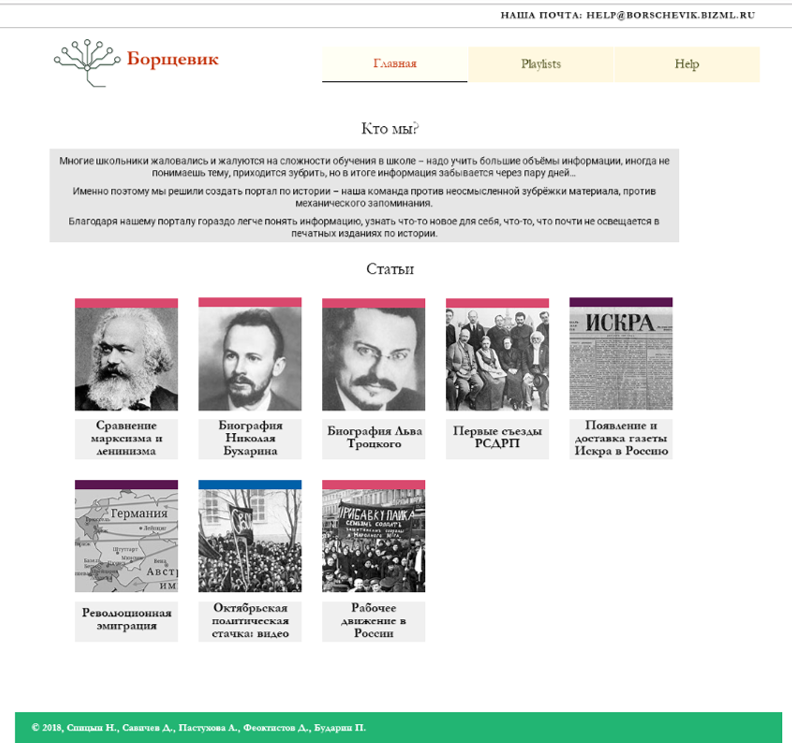 НАША ПОЧТА: HELP@BORSCHEVIK.BIZML.RU
Борщевик
Главная
Playlists
Help
Кто мы?
Многие школьники жаловались и жалуются на сложности обучения в школе – надо учить большие объёмы информации, иногда не
понимаешь тему, приходится зубрить, но в итоге информация забывается через пару дней...
Именно поэтому мы решили создать портал по истории – наша команда против неосмысленной зубрёжки материала, против
механического запоминания.
Благодаря нашему порталу гораздо легче понять информацию, узнать что-то новое для себя, что-то, что почти не освещается в
печатных изданиях по истории.
Статьи
ИСКРА
Сравнение
марксизма и
ленинизма
Биография
Николая
Бухарина
Биография Льва
Троцкого
Первые съезды
РСДРП
Появление и
доставка газеты
Искра в Россию
Германия
Лейпциг
Штутгарт
Мюнхен
Вена
Австр
им
ПРИБАВКУ ПАЙКА
СЕМЬЯМЪ СОЛДАТЪ
Революционная
эмиграция
Октябрьская
политическая
стачка: видео
Рабочее
движение в
России
© 2018, Спицын Н., Савичев Д., Пастухова А., Феоктистов Д., Бударин П.